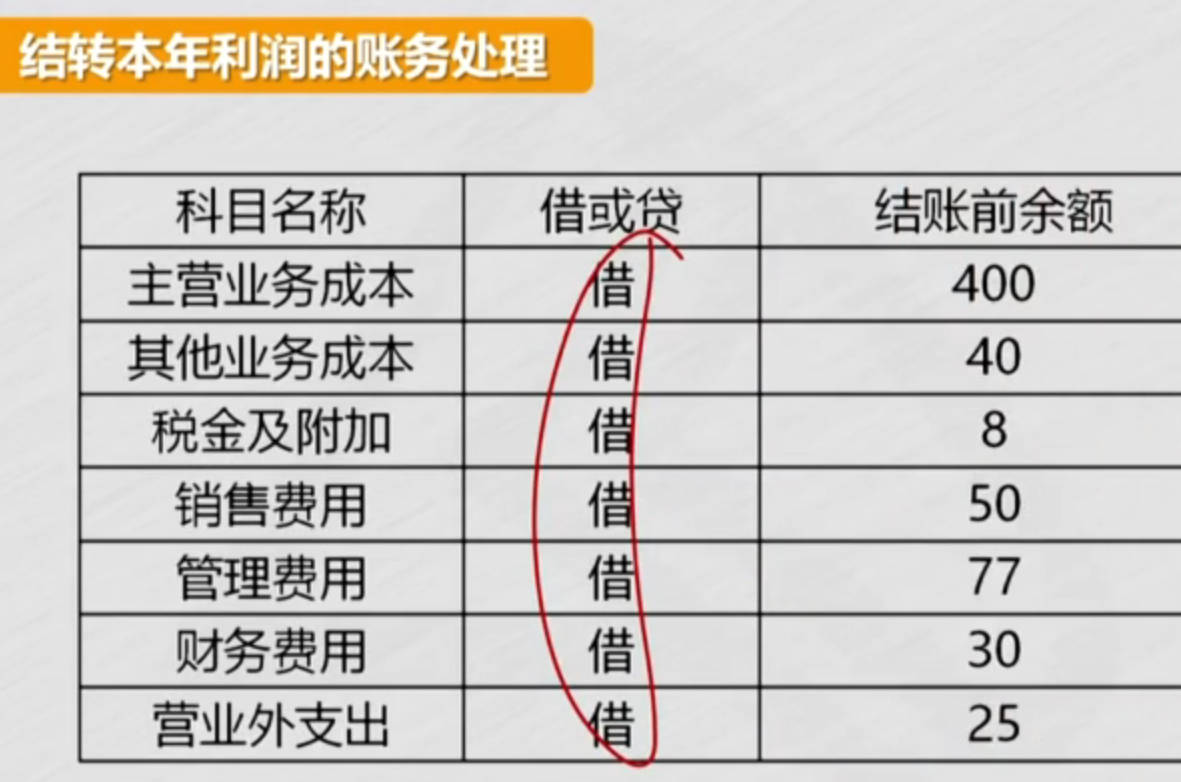 结转本年利润的账务处理
科目名称 借或贷 结账前余额
主营业务成本 借 400
其他业务成本 借 40
税金及附加 借 8
销售费用 借 50
管理费用 借 77
财务费用 借 30
营业外支出 借 25